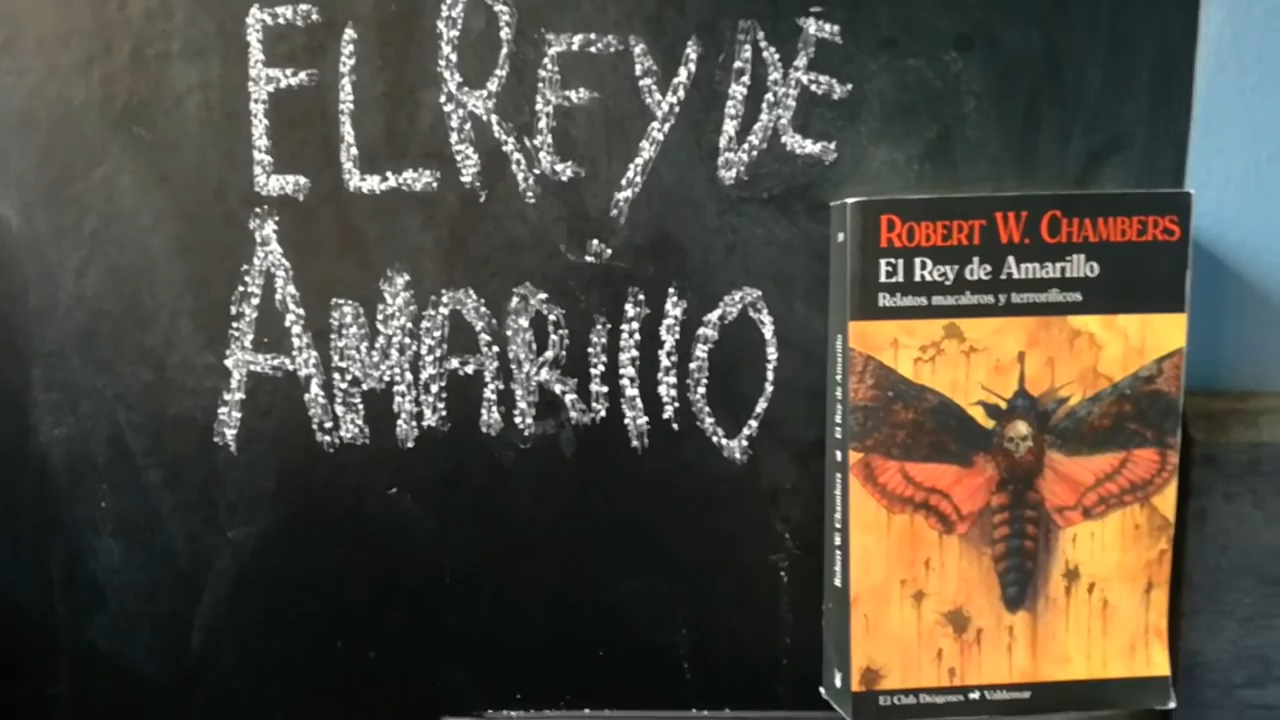 EL REY DE
AMARIllO
ROBERT W. CHAMBERS
El Rey de Amarillo
Relatos macabros y terroríficos
Robert W. Chambers El Rey de Amarillo
El Club Diógenes Valdemar